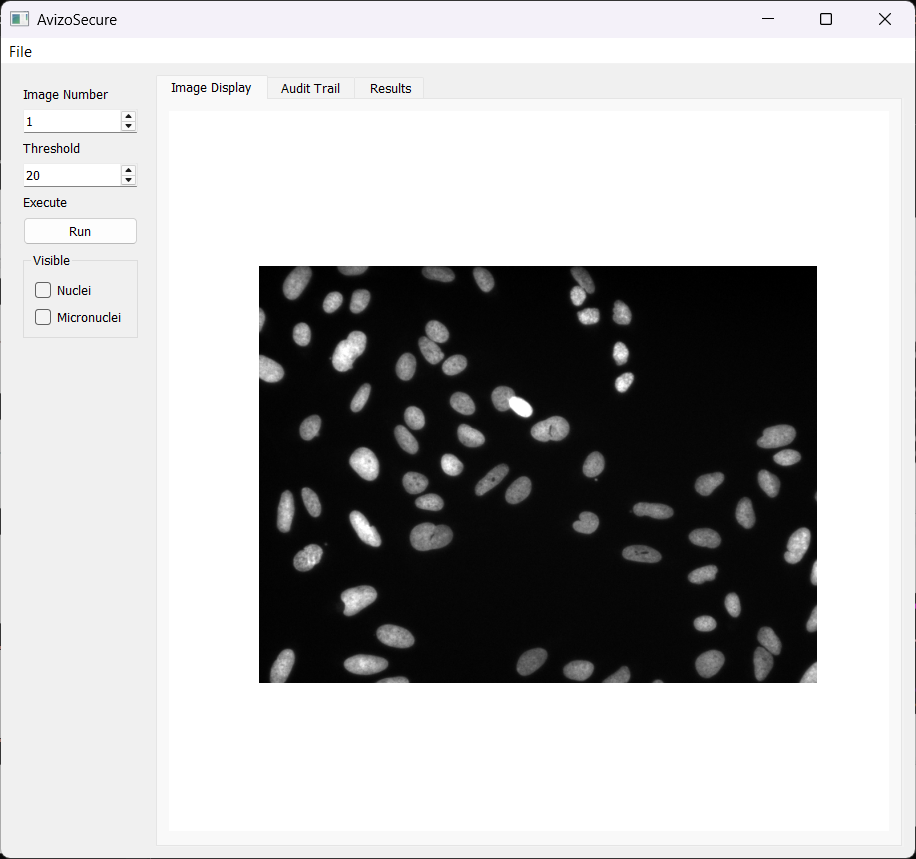 AvizoSecure
File
Image Number
1
Threshold
20
Execute
Run
Visible
Nuclei
Micronuclei
Image Display
Audit Trail
Results